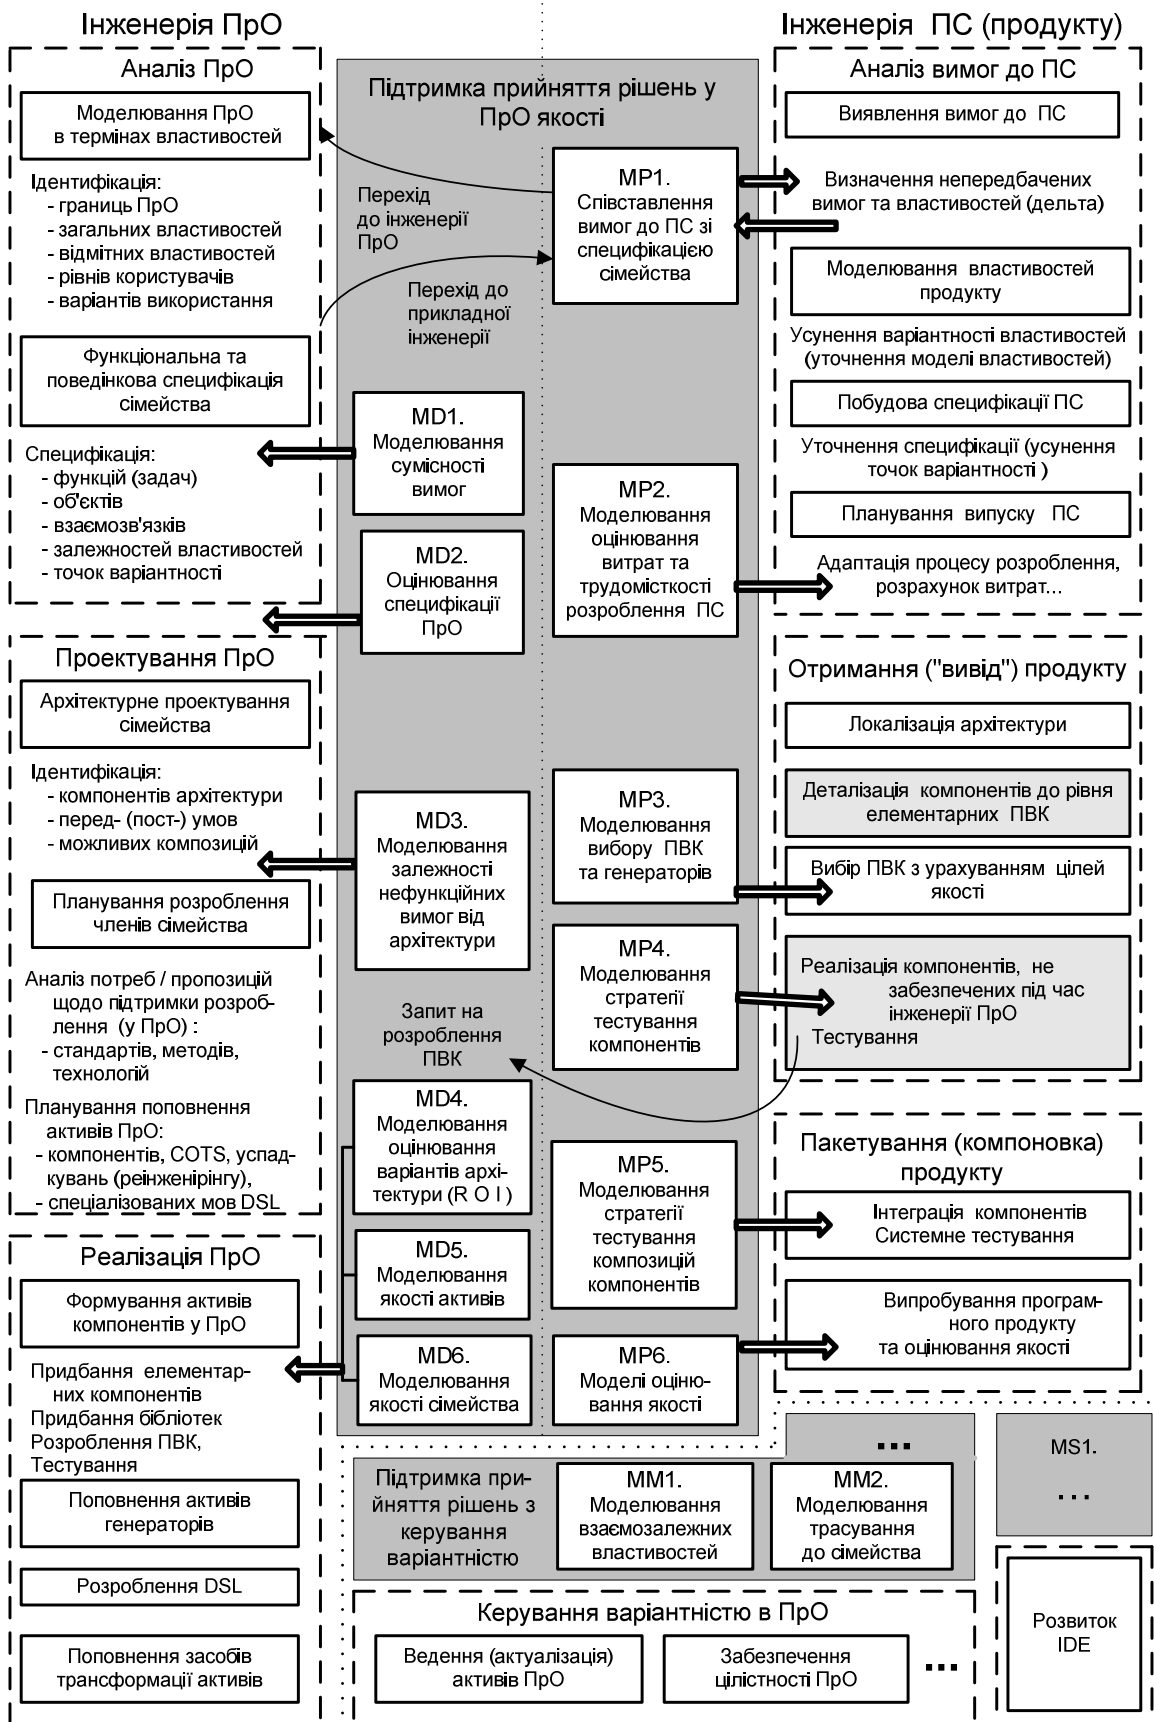 Інженерія ПрО
Аналіз ПрО
Моделювання ПрО
в термінах властивостей
Ідентифікація:
- границь ПрО
- загальних властивостей
- відмітних властивостей
- рівнів користувачів
- варіантів використання
Функціональна та
поведінкова специфікація
сімейства
Специфікація:
- функцій (задач)
- об'єктів
- взаємозв'язків
- залежностей властивостей
- точок варіантності
Проектування ПрО
Архітектурне проектування
сімейства
Ідентифікація:
- компонентів архітектури
- перед- (пост-) умов
- можливих композицій
Планування розроблення
членів сімейства
Аналіз потреб / пропозицій
щодо підтримки розроб-
лення (у ПрО) :
- стандартів, методів,
технологій
Планування поповнення
активів ПрО:
- компонентів, COTS, успад-
кувань (реінженірінгу),
- спеціалізованих мов DSL
Реалізація ПрО
Формування активів
компонентів у ПрО
Придбання елементар-
них компонентів
Придбання бібліотек
Розроблення ПВК,
Тестування
Поповнення активів
генераторів
Розроблення DSL
Поповнення засобів
трансформації активів
Підтримка прийняття рішень у
ПрО якості
Перехід
до інженерії
ПрО
Перехід до
прикладної
інженерії
MD1.
Моделювання
сумісності
вимог
MD2.
Оцінювання
специфікації
ПрО
MD3.
Моделювання
залежності
нефункційних
вимог від
архітектури
Запит на
розроблення
ПВК
MD4.
Моделювання
оцінювання
варіантів архі-
тектури (R O I )
MD5.
Моделювання
якості активів
MD6.
Моделювання
якості сімейства
MP1.
Співставлення
вимог до ПС зі
специфікацією
сімейства
MP2.
Моделювання
оцінювання
витрат та
трудомісткості
розроблення ПС
MP3.
Моделювання
вибору ПВК
та генераторів
MP4.
Моделювання
стратегії
тестування
компонентів
MP5.
Моделювання
стратегії
тестування
композицій
компонентів
MP6.
Моделі оціню-
вання якості
Інженерія ПС (продукту)
Аналіз вимог до ПС
Виявлення вимог до ПС
Визначення непередбачених
вимог та властивостей (дельта)
Моделювання властивостей
продукту
Усунення варіантності властивостей
(уточнення моделі властивостей)
Побудова специфікації ПС
Уточнення специфікації (усунення
точок варіантності )
Планування випуску ПС
Адаптація процесу розроблення,
розрахунок витрат...
Отримання ("вивід") продукту
Локалізація архітектури
Деталізація компонентів до рівня
елементарних ПВК
Вибір ПВК з урахуванням цілей
якості
Реалізація компонентів, не
забезпечених під час
інженерії ПрО
Тестування
Пакетування (компоновка)
продукту
Інтеграція компонентів
Системне тестування
Випробування програм-
ного продукту
та оцінювання якості
Підтримка при-
йняття рішень з
керування
варіантністю
MM1.
Моделювання
взаємозалежних
властивостей
...
MM2.
Моделювання
трасування
до сімейства
MS1.
...
Керування варіантністю в ПрО
Ведення (актуалізація)
активів ПрО
Забезпечення
цілістності ПрО
...
Розвиток
IDE